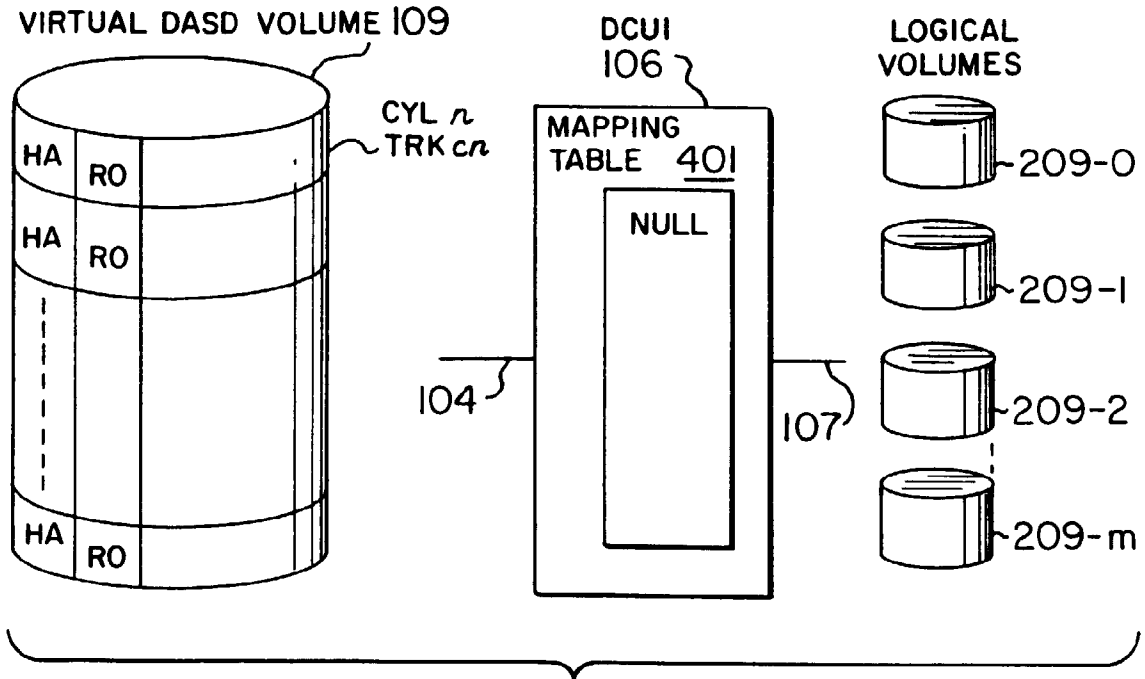 VIRTUAL DASD VOLUME 109
CYL n
TRK cn
HA RO
HA RO
HA RO
DCUI
106
MAPPING
TABLE 401
NULL
104
107
LOGICAL
VOLUMES
209-0
209-1
209-2
209-m